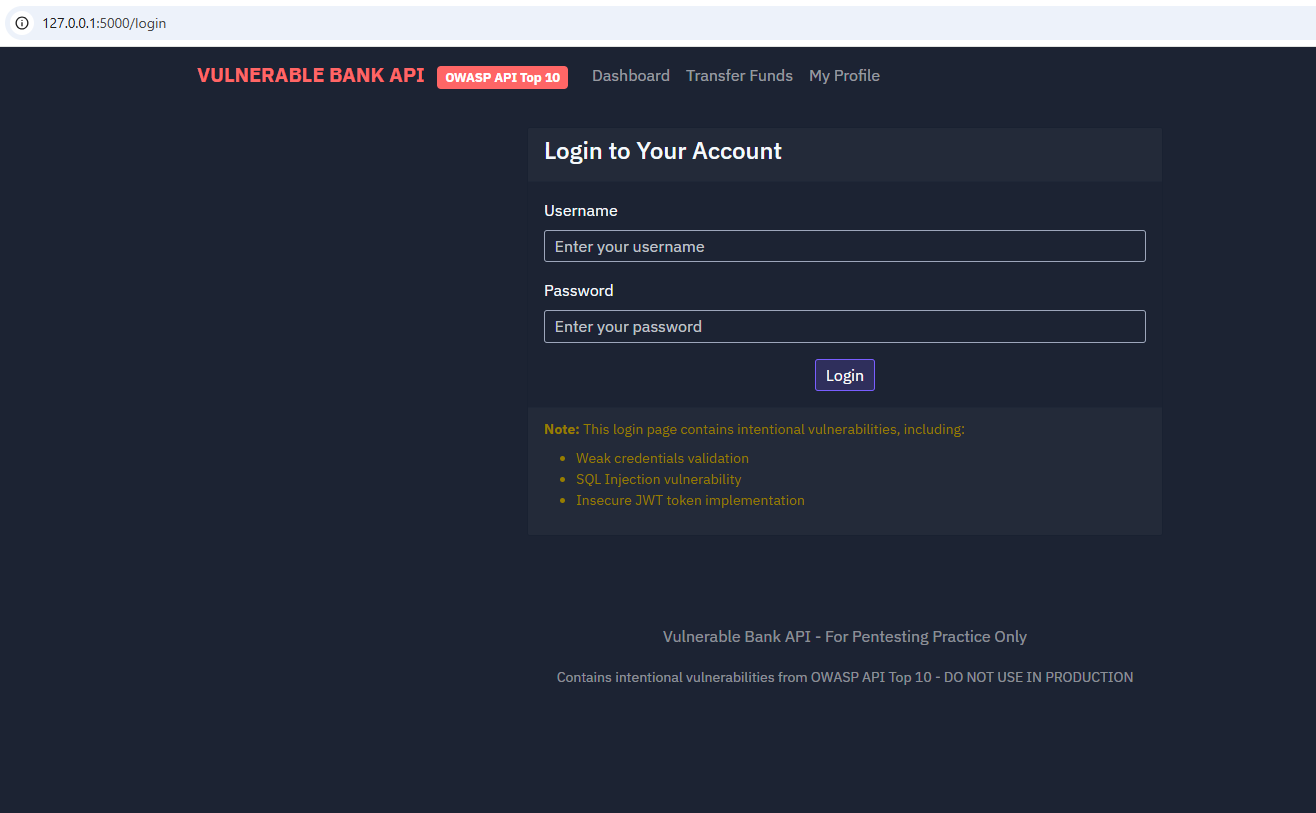 127.0.0.1:5000/login
VULNERABLE BANK API OWASP API Top 10 Dashboard Transfer Funds My Profile
Login to Your Account
Username
Enter your username
Password
Enter your password
Login
Note: This login page contains intentional vulnerabilities, including:
Weak credentials validation
SQL Injection vulnerability
Insecure JWT token implementation
Vulnerable Bank API - For Pentesting Practice Only
Contains intentional vulnerabilities from OWASP API Top 10 - DO NOT USE IN PRODUCTION